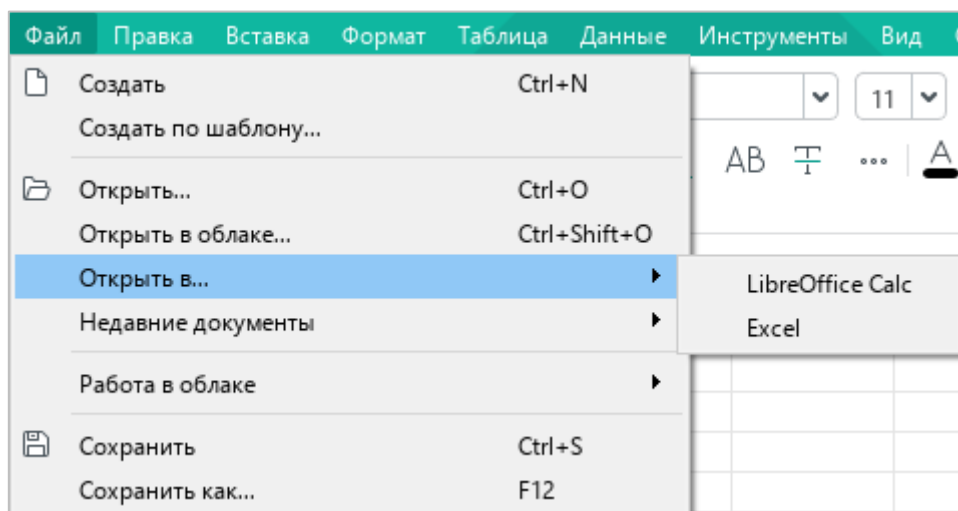 Файл Правка Вставка Формат Таблица Данные Инструменты Вид
Создать Ctrl+N
11
Создать по шаблону...
AB T ... A
Открыть... Ctrl+O
Открыть в облаке... Ctrl+Shift+O
Открыть в...
LibreOffice Calc
Недавние документы
Excel
Работа в облаке
Сохранить Ctrl+S
Сохранить как... F12